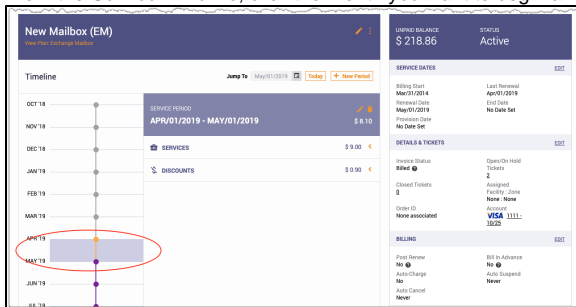 New Mailbox (EM)
View Plan: Exchange Mailbox
Timeline
Jump To May/01/2019 Today + New Period
OCT '18
NOV '18
DEC '18
JAN '19
FEB '19
MAR '19
APR '19
MAY '19
JUN '19
SERVICE PERIOD
APR/01/2019 - MAY/01/2019 $ 8.10
SERVICES $ 9.00
DISCOUNTS $ 0.90
UNPAID BALANCE
$ 218.86
STATUS
Active
SERVICE DATES EDIT
Billing Start
Mar/31/2014
Last Renewal
Apr/01/2019
Renewal Date
May/01/2019
End Date
No Date Set
Provision Date
No Date Set
DETAILS & TICKETS EDIT
Invoice Status
Billed
Open/On Hold
Tickets
2
Closed Tickets
0
Assigned
Facility : Zone
None : None
Order ID
None associated
Account
VISA 1111 -
10/25
BILLING EDIT
Post Renew
No
Bill In Advance
No
Auto-Charge
No
Auto Suspend
Never
Auto Cancel
Never